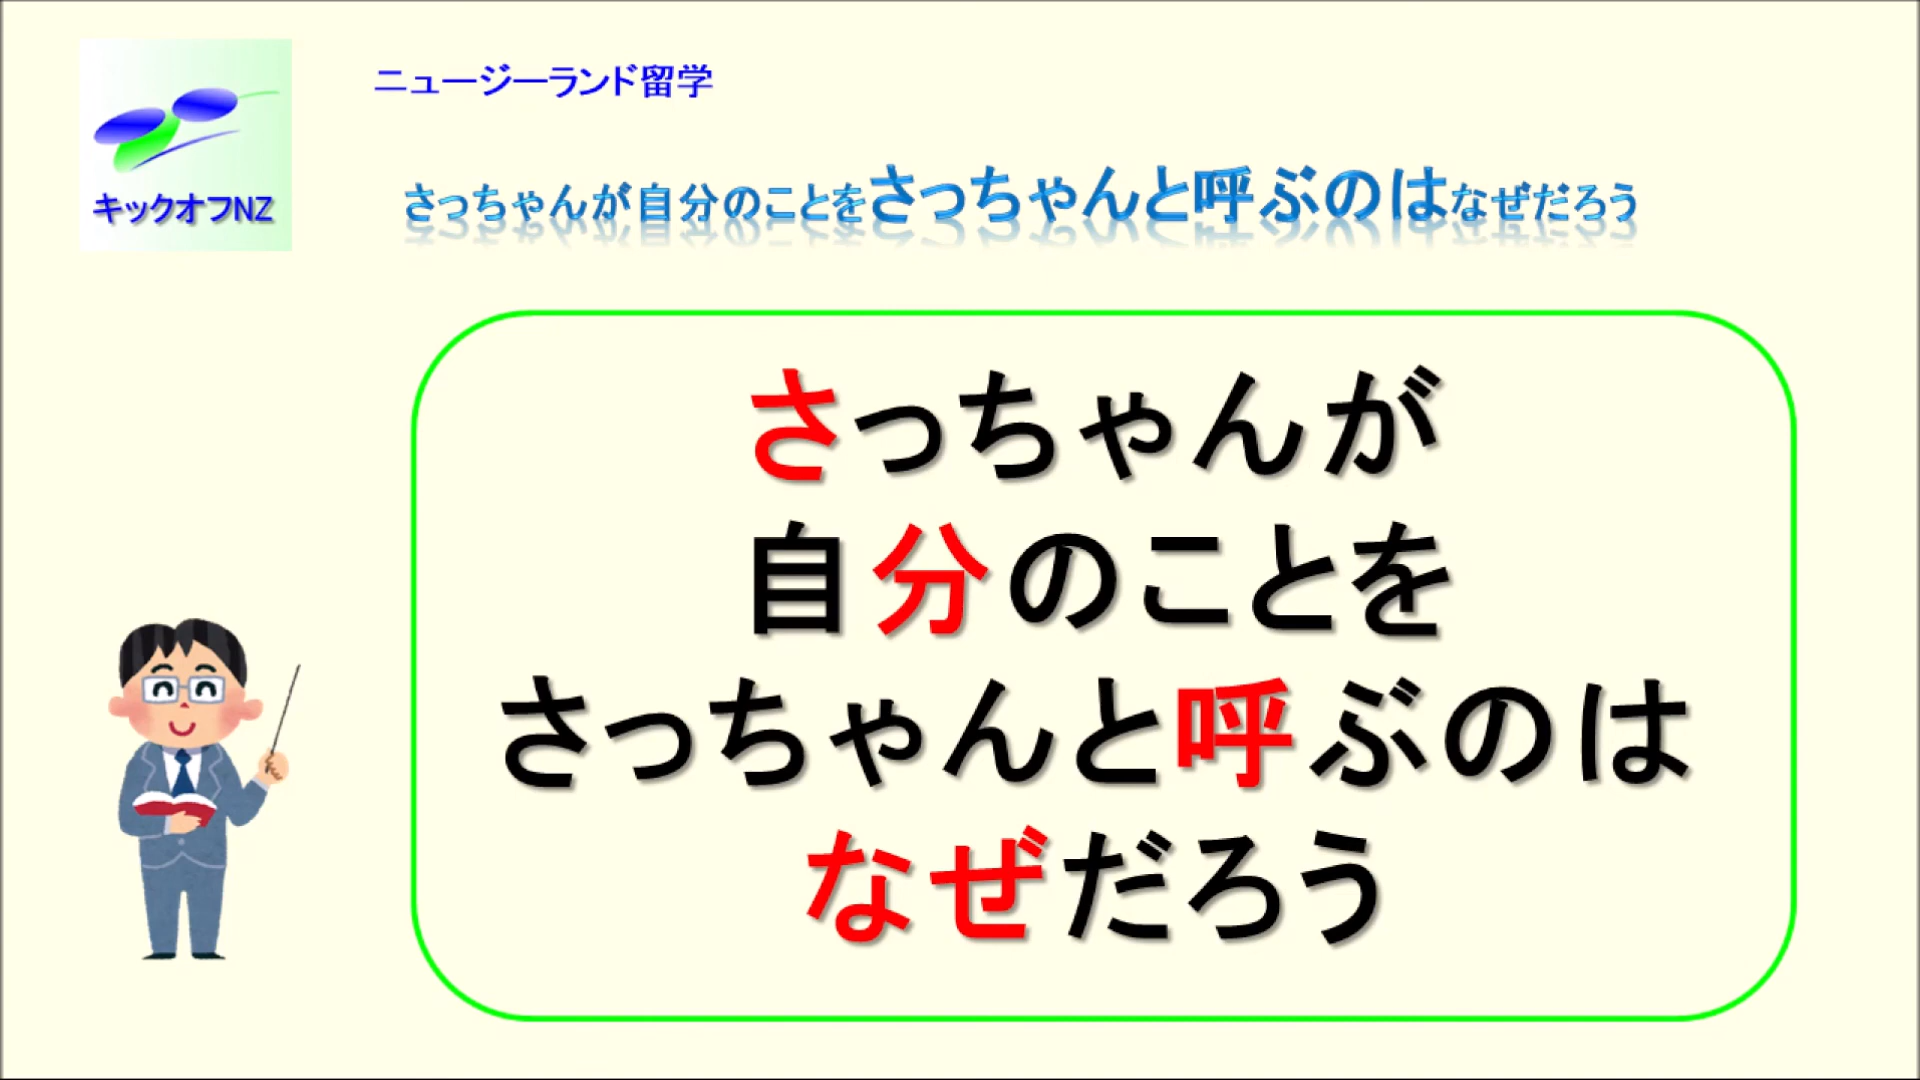 ニュージーランド留学
キックオフNZ
さっちゃんが自分のことをさっちゃんと呼ぶのはなぜだろう
さっちゃんが
自分のことを
さっちゃんと呼ぶのは
なぜだろう